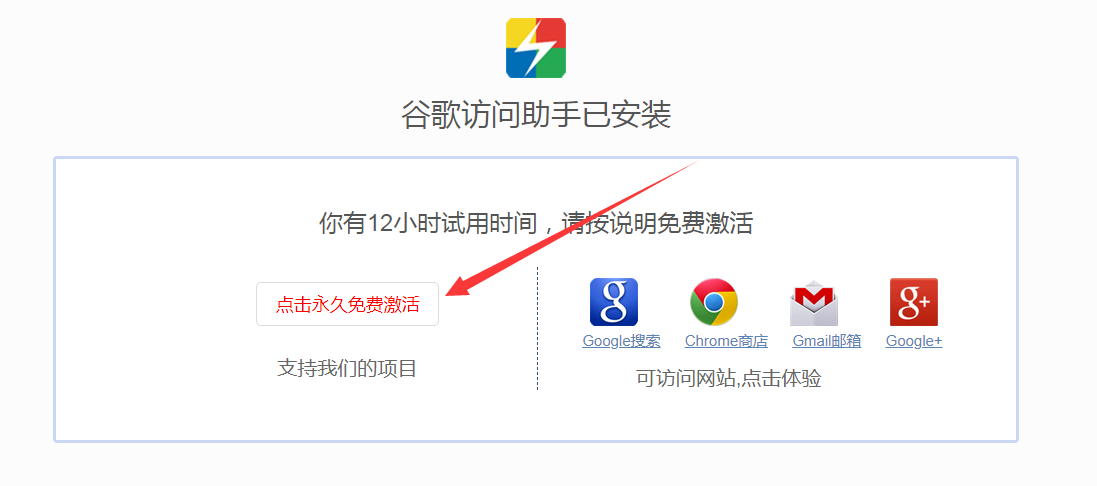 谷歌访问助手已安装
你有12小时试用时间，请按说明免费激活
点击永久免费激活
支持我们的项目
Google搜索 Chrome商店 Gmail邮箱 Google+
可访问网站,点击体验